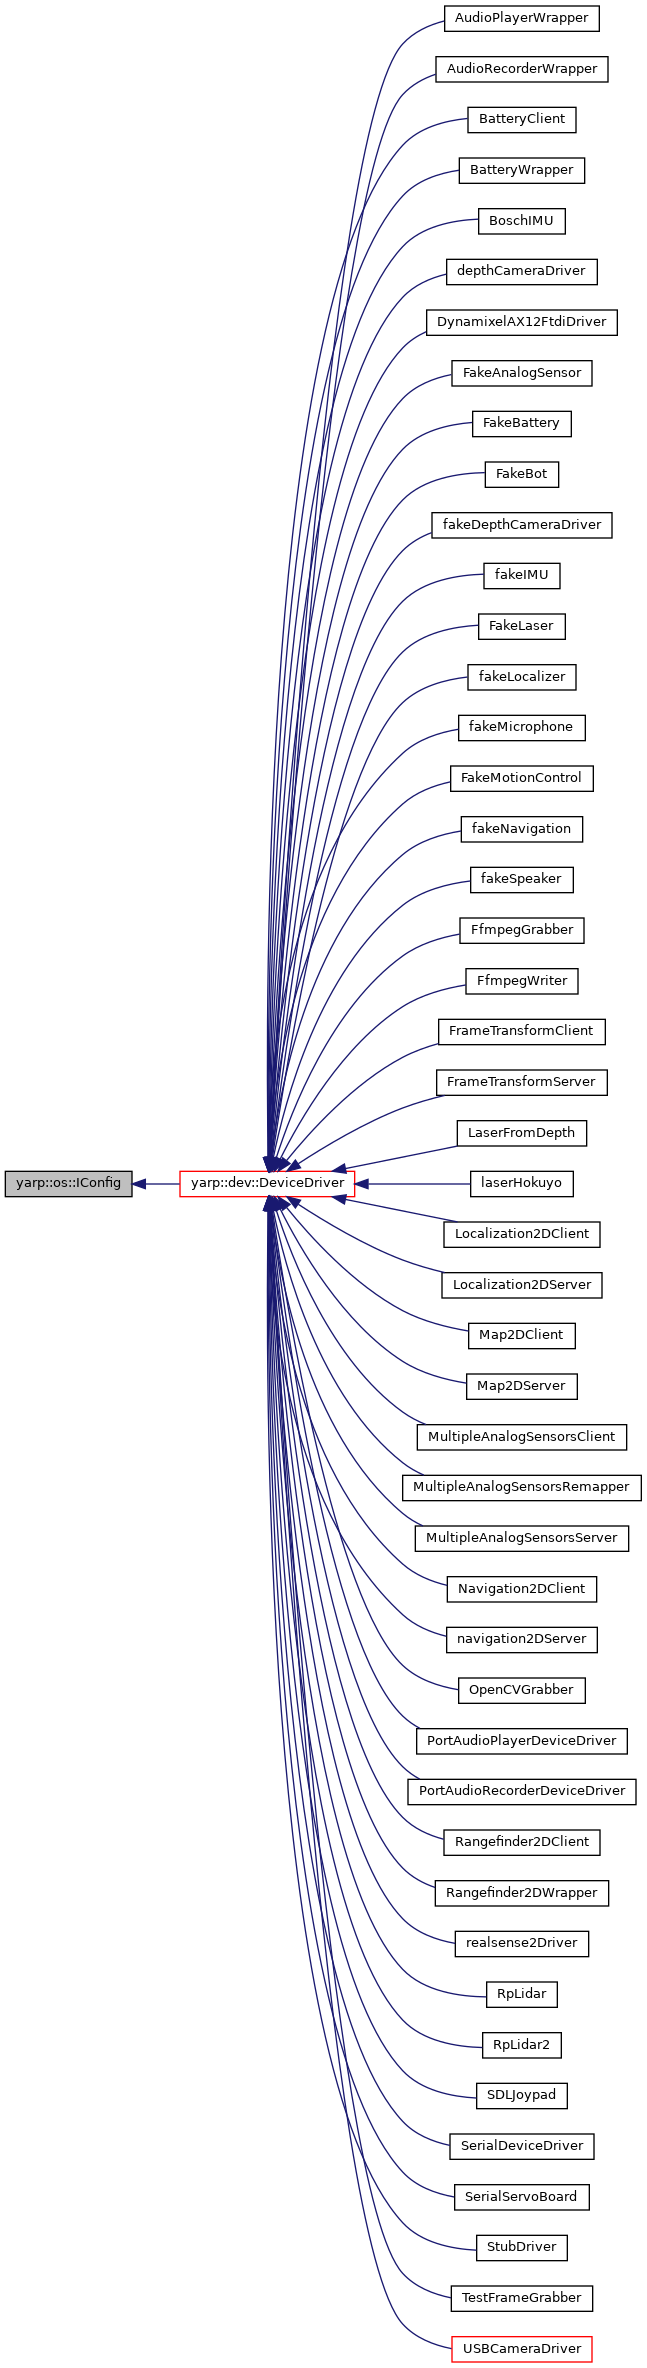 AudioPlayerWrapper
AudioRecorderWrapper
BatteryClient
BatteryWrapper
BoschIMU
depthCameraDriver
DynamixelAX12FtdiDriver
FakeAnalogSensor
FakeBattery
FakeBot
fakeDepthCameraDriver
fakeIMU
FakeLaser
fakeLocalizer
fakeMicrophone
FakeMotionControl
fakeNavigation
fakeSpeaker
FfmpegGrabber
FfmpegWriter
FrameTransformClient
FrameTransformServer
LaserFromDepth
yarp::os::IConfig
yarp::dev::DeviceDriver
laserHokuyo
Localization2DClient
Localization2DServer
Map2DClient
Map2DServer
MultipleAnalogSensorsClient
MultipleAnalogSensorsRemapper
MultipleAnalogSensorsServer
Navigation2DClient
navigation2DServer
OpenCVGrabber
PortAudioPlayerDeviceDriver
PortAudioRecorderDeviceDriver
Rangefinder2DClient
Rangefinder2DWrapper
realsense2Driver
RpLidar
RpLidar2
SDLJoypad
SerialDeviceDriver
SerialServoBoard
StubDriver
TestFrameGrabber
USBCameraDriver